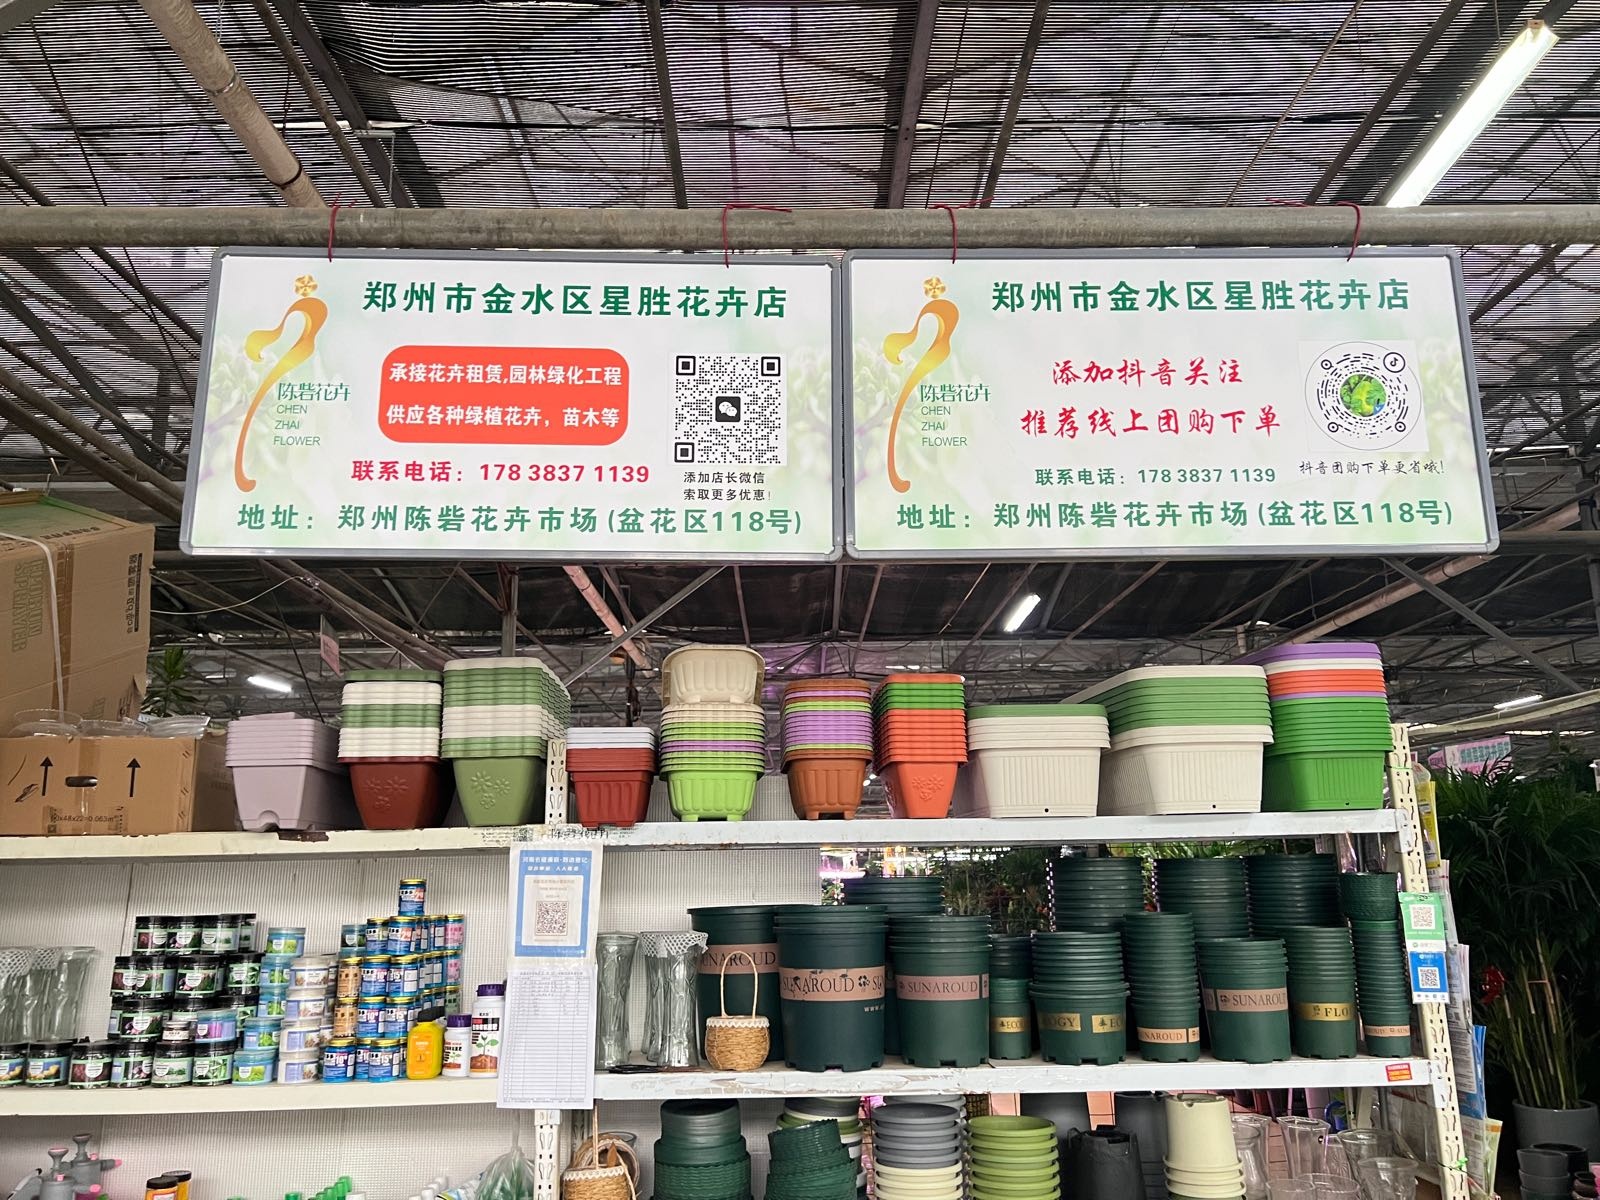 郑州市金水区星胜花卉店
承接花卉租赁,园林绿化工程
供应各种绿植花卉，苗木等
陈砦花卉
CHEN
ZHAI
FLOWER
联系电话：178 3837 1139
添加店长微信
索取更多优惠!
地址：郑州陈砦花卉市场(盆花区118号)
郑州市金水区星胜花卉店
添加抖音关注
推荐线上团购下单
陈砦花卉
CHEN
ZHAI
FLOWER
联系电话：178 3837 1139
抖音团购下单更省哦!
地址：郑州陈砦花卉市场(盆花区118号)
SUNAROUD
SUNAROUD
SUNAROUD
SUNAROUD
SUNAROUD
ECOLOGY
FLO